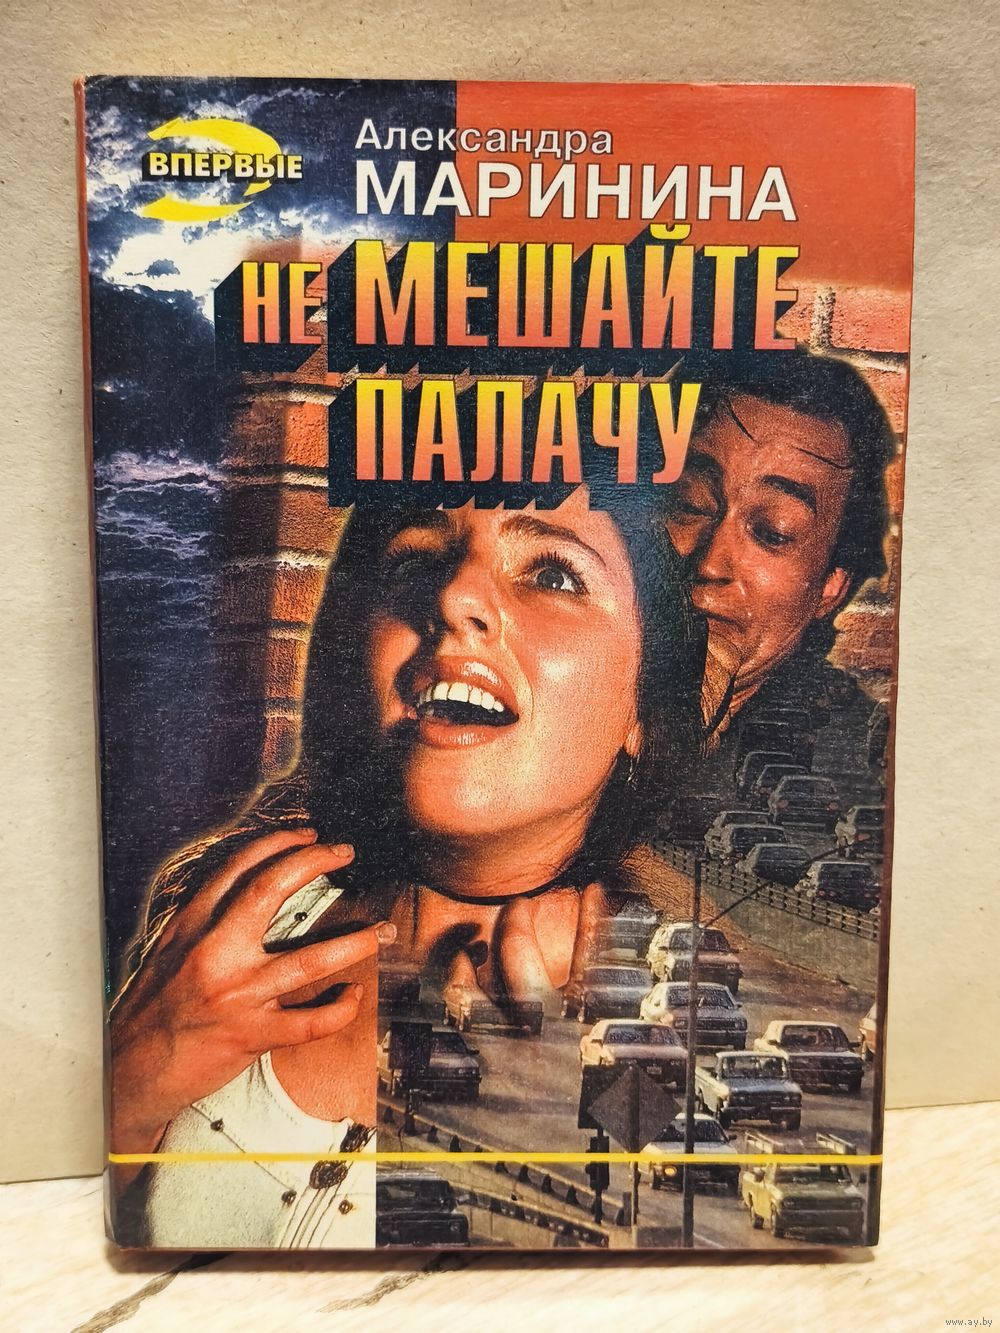 ВПЕРВЫЕ
Александра
МАРИНИНА
НЕ МЕШАЙТЕ
ПАЛАЧУ
www.ay.by